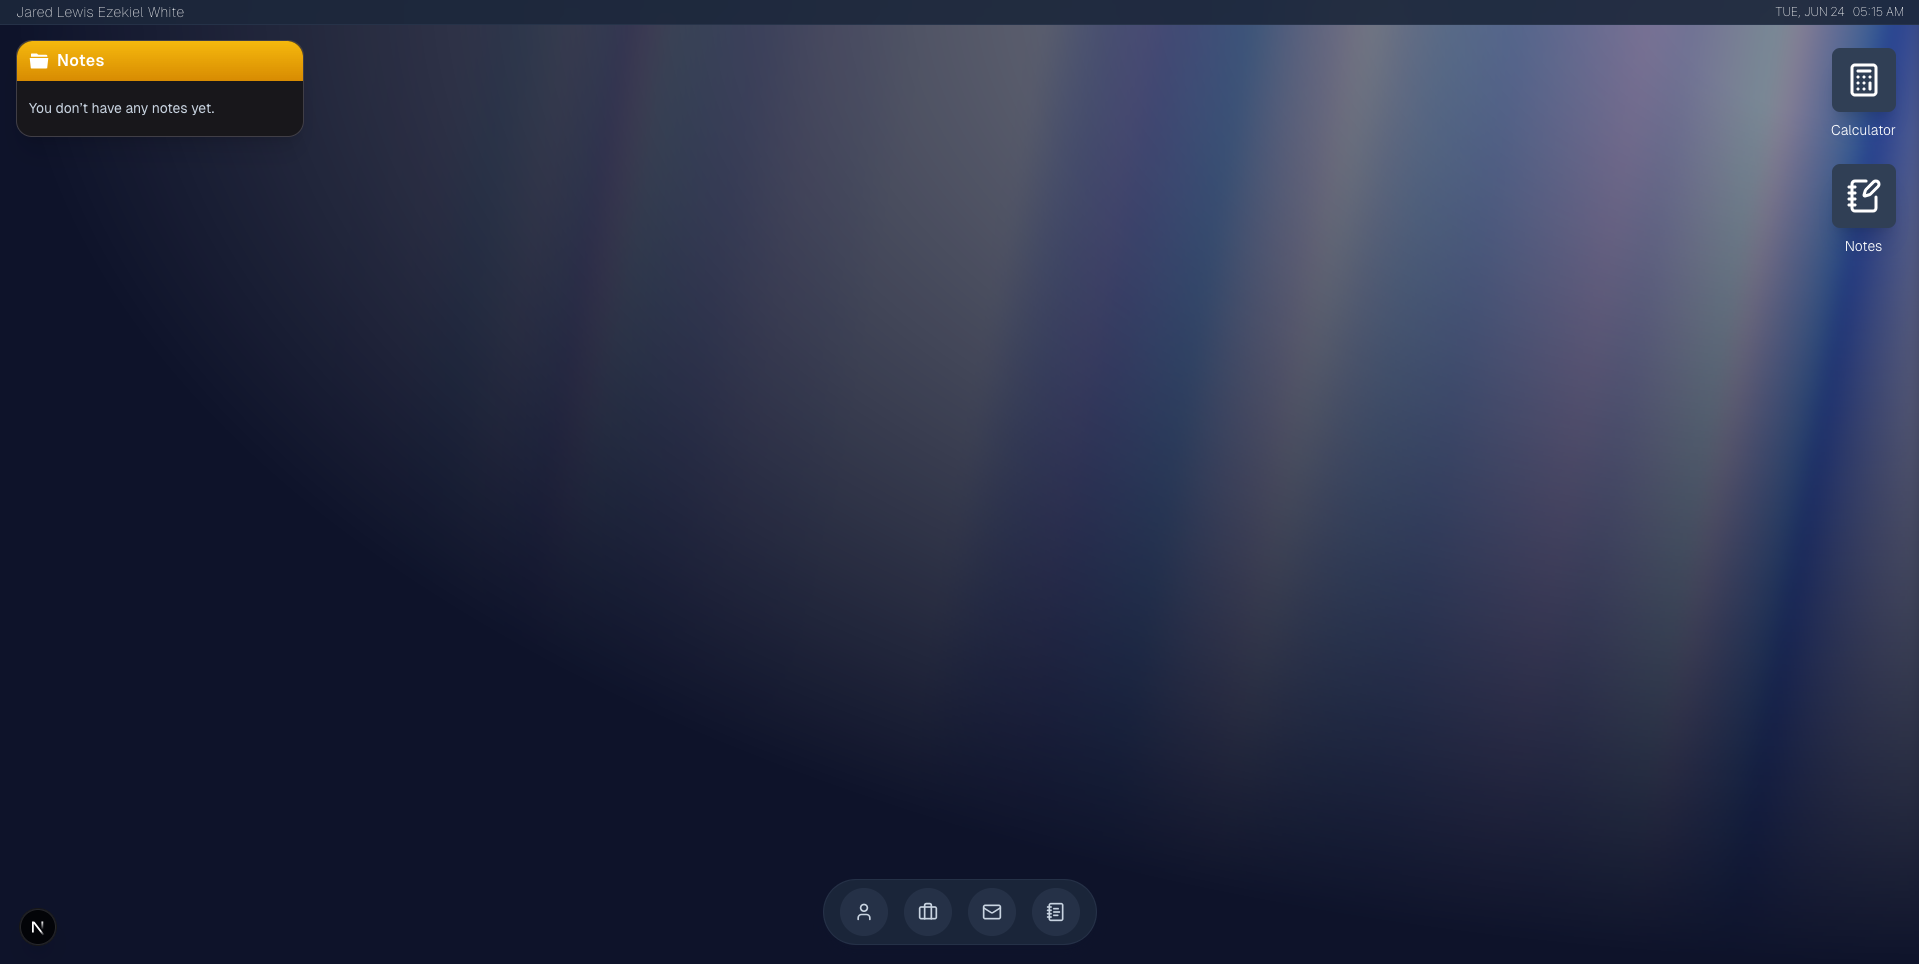 Jared Lewis Ezekiel White
TUE, JUN 24 05:15 AM
Notes
You don't have any notes yet.
Calculator
Notes
N